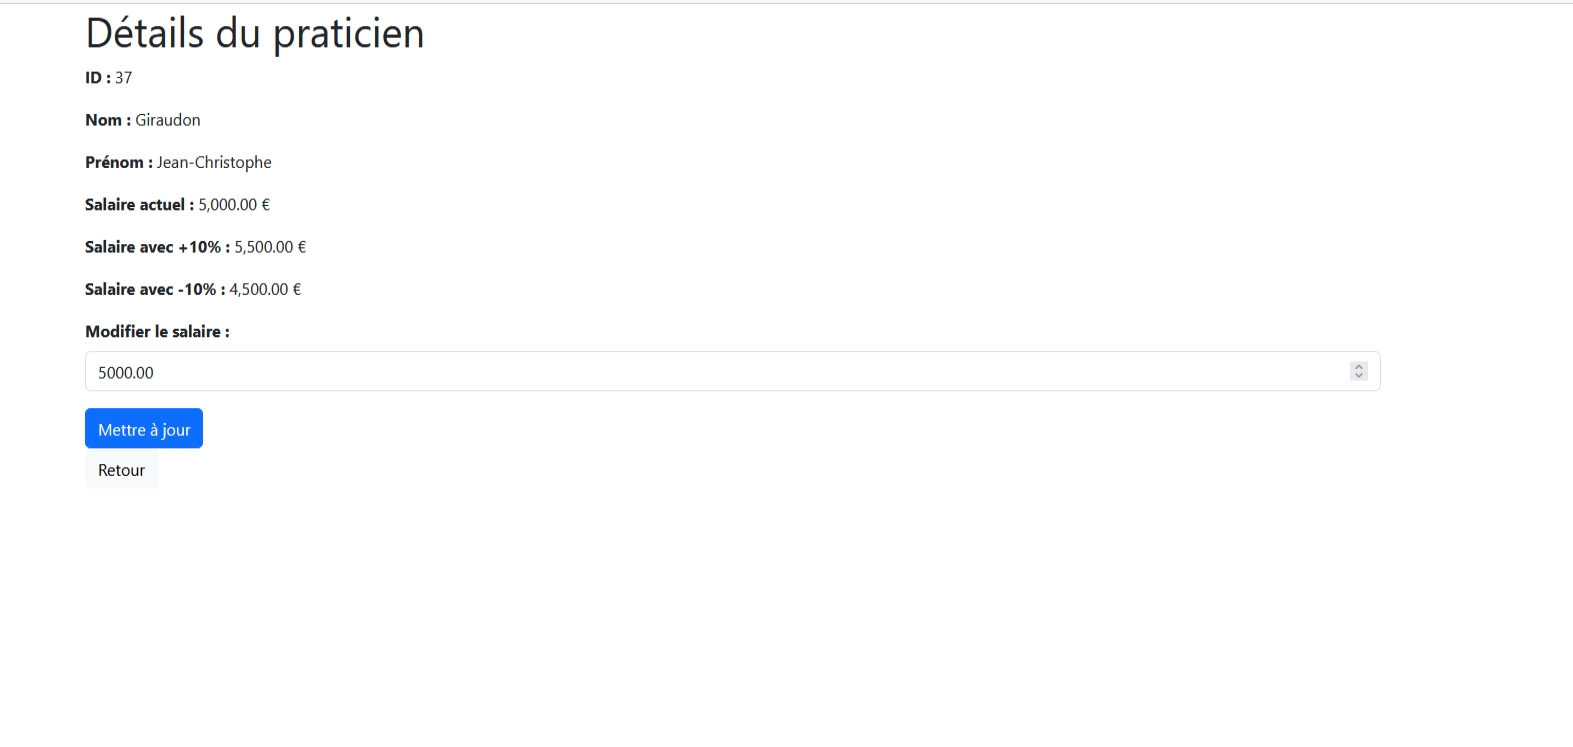 Détails du praticien
ID : 37
Nom : Giraudon
Prénom : Jean-Christophe
Salaire actuel : 5,000.00 €
Salaire avec +10% : 5,500.00 €
Salaire avec -10% : 4,500.00 €
Modifier le salaire :
5000.00
Mettre à jour
Retour